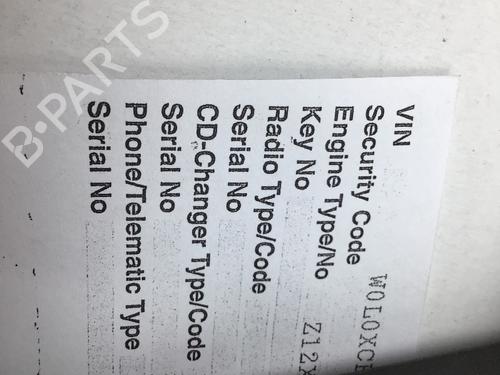 VIN W0L0XCF
Security Code
Engine Type/No Z12X
Key No
Radio Type/Code
Serial No
CD-Changer Type/Code
Serial No
Phone/Telematic Type
Serial No
B-PARTS